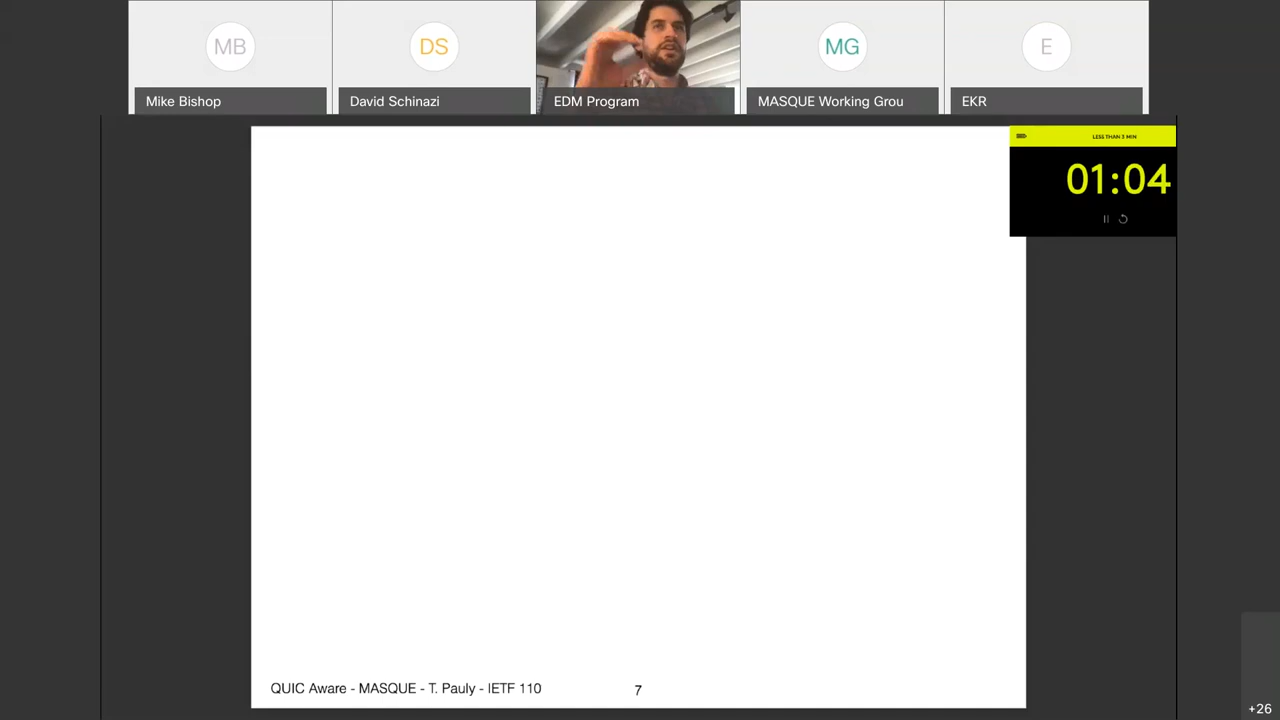 MB
DS
MG
E
Mike Bishop
David Schinazi
EDM Program
MASQUE Working Grou
EKR
LESS THAN 3 MIN
01:04
QUIC Aware - MASQUE - T. Pauly - IETF 110
7
+26